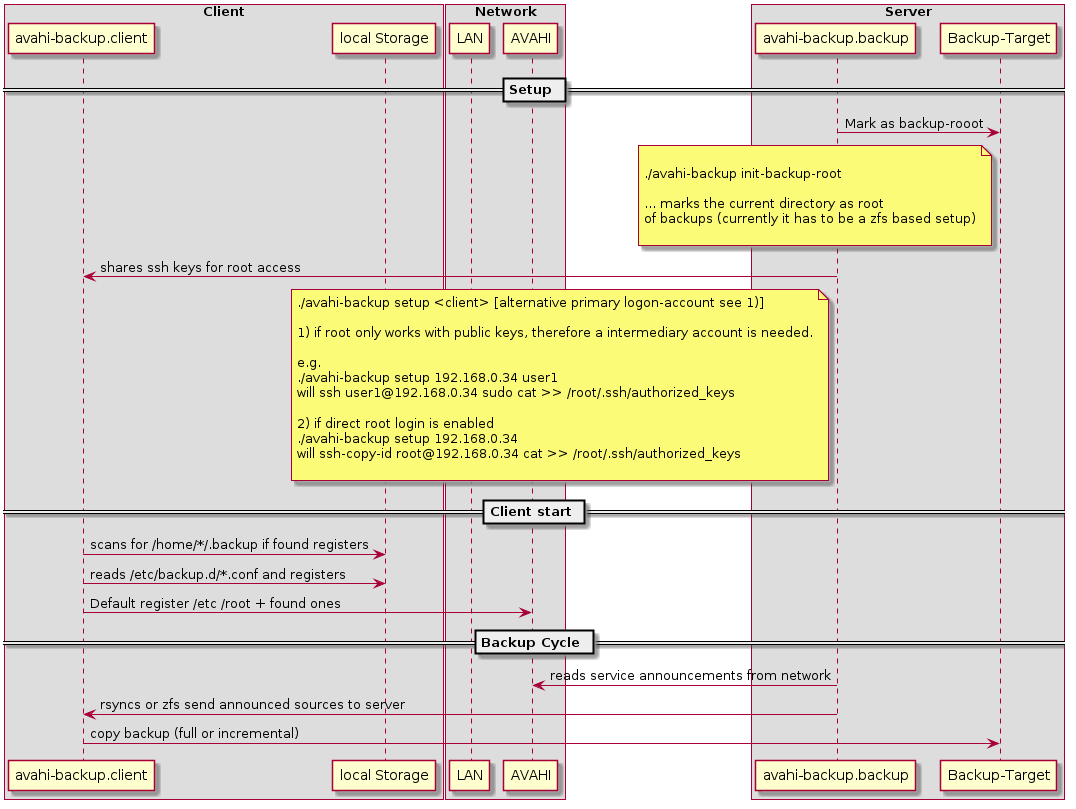 Client
Network
Server
avahi-backup.client
local Storage
LAN
AVAHI
avahi-backup.backup
Backup-Target
Setup
Mark as backup-rooot
./avahi-backup init-backup-root
... marks the current directory as root
of backups (currently it has to be a zfs based setup)
shares ssh keys for root access
./avahi-backup setup <client> [alternative primary logon-account see 1)]
1) if root only works with public keys, therefore a intermediary account is needed.
e.g.
./avahi-backup setup 192.168.0.34 user1
will ssh user1@192.168.0.34 sudo cat >> /root/.ssh/authorized_keys
2) if direct root login is enabled
./avahi-backup setup 192.168.0.34
will ssh-copy-id root@192.168.0.34 cat >> /root/.ssh/authorized_keys
Client start
scans for /home/*/.backup if found registers
reads /etc/backup.d/*.conf and registers
Default register /etc /root + found ones
Backup Cycle
reads service announcements from network
rsyncs or zfs send announced sources to server
copy backup (full or incremental)
avahi-backup.client
local Storage
LAN
AVAHI
avahi-backup.backup
Backup-Target